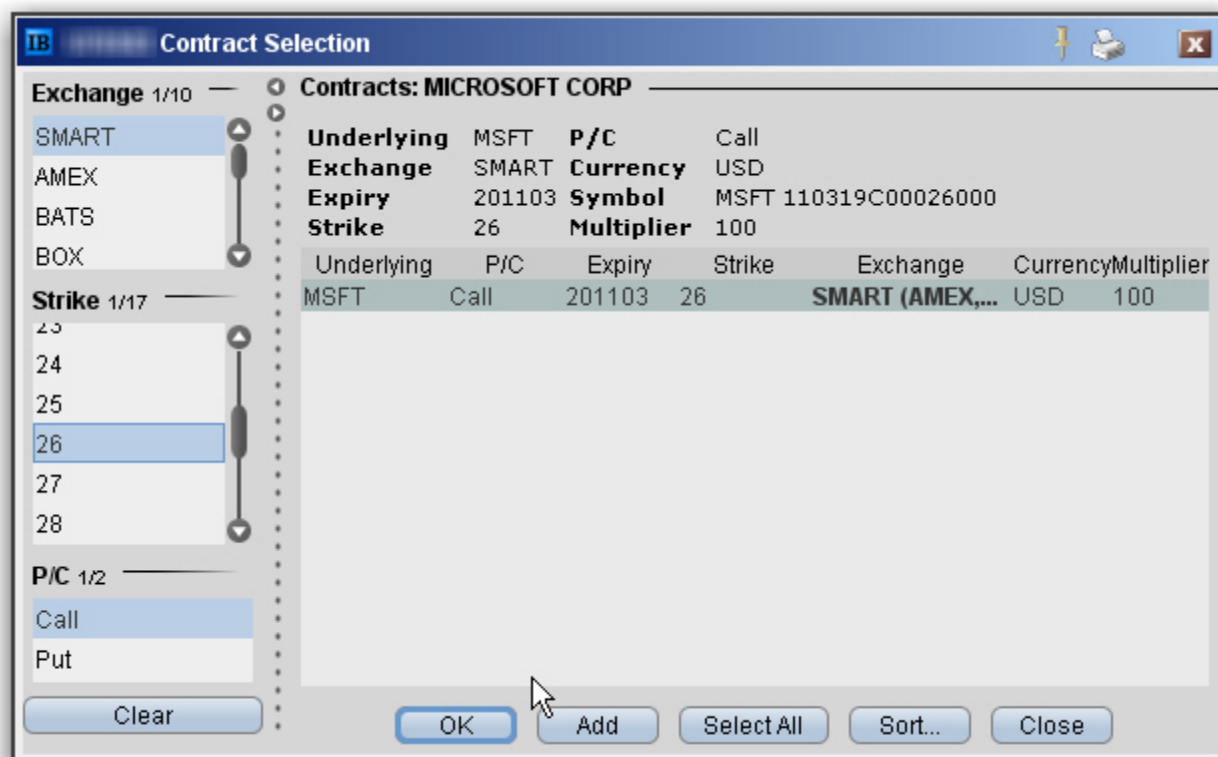 IB Contract Selection
Exchange 1/10
SMART
AMEX
BATS
BOX
Strike 1/17
23
24
25
26
27
28
P/C 1/2
Call
Put
Clear
Contracts: MICROSOFT CORP
Underlying MSFT P/C Call
Exchange SMART Currency USD
Expiry 201103 Symbol MSFT 110319C00026000
Strike 26 Multiplier 100
Underlying P/C Expiry Strike Exchange Currency Multiplier
MSFT Call 201103 26 SMART (AMEX,... USD 100
OK Add Select All Sort... Close